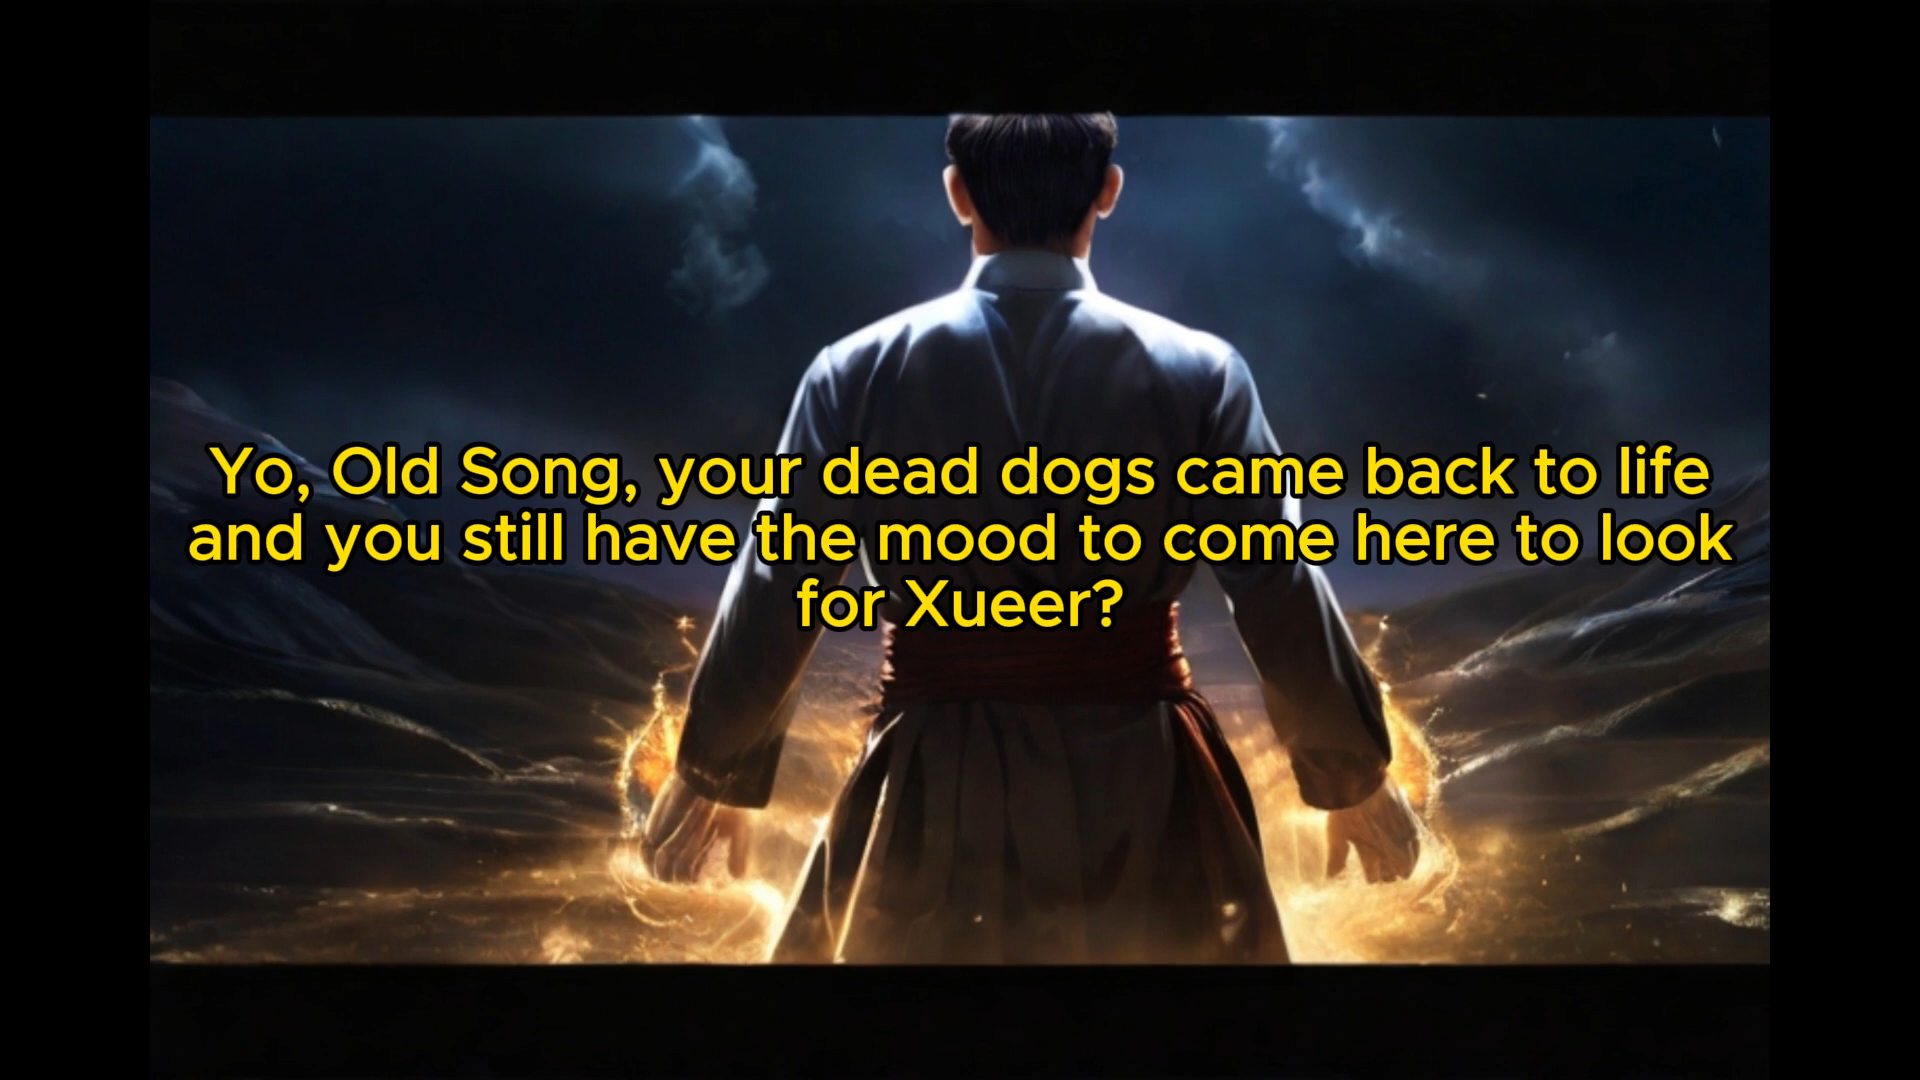 Yo, Old Song, your dead dogs came back to life
and you still have the mood to come here to look
for Xueer?